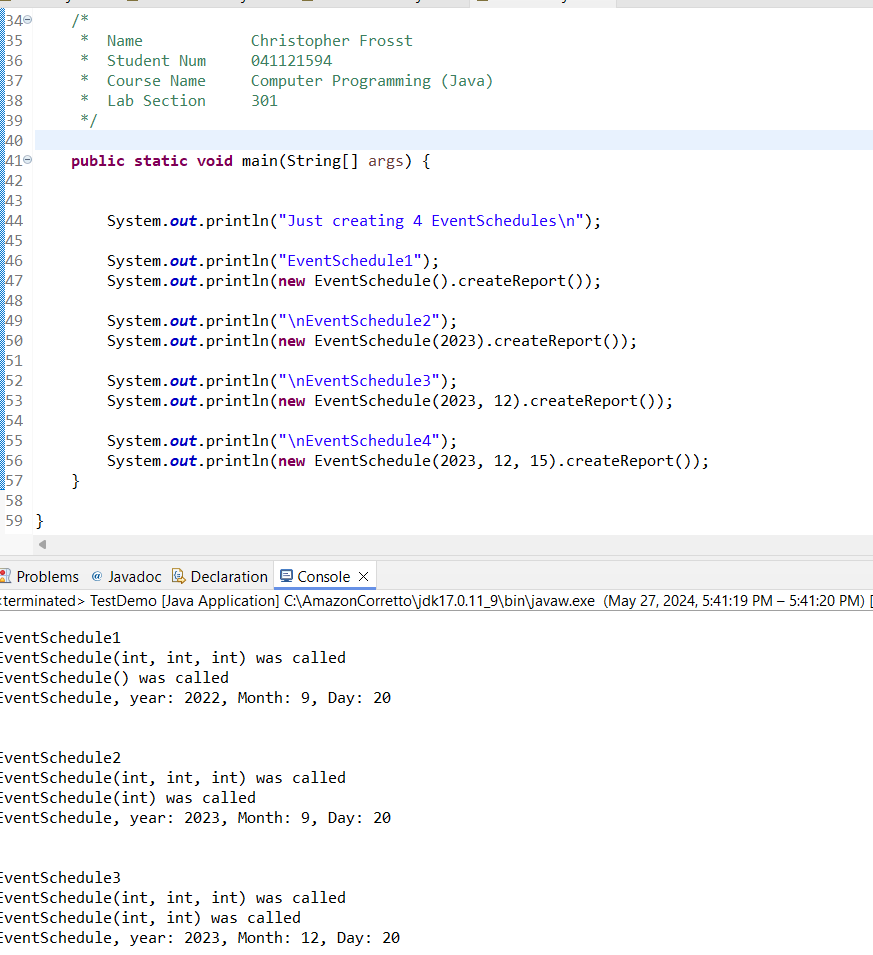 34 /*
35 * Name Christopher Frosst
36 * Student Num 041121594
37 * Course Name Computer Programming (Java)
38 * Lab Section 301
39 */
40
41 public static void main(String[] args) {
42
43
44 System.out.println("Just creating 4 EventSchedules\n");
45
46 System.out.println("EventSchedule1");
47 System.out.println(new EventSchedule().createReport());
48
49 System.out.println("\nEventSchedule2");
50 System.out.println(new EventSchedule(2023).createReport());
51
52 System.out.println("\nEventSchedule3");
53 System.out.println(new EventSchedule(2023, 12).createReport());
54
55 System.out.println("\nEventSchedule4");
56 System.out.println(new EventSchedule(2023, 12, 15).createReport());
57 }
58
59 }
Problems @ Javadoc Declaration Console
<terminated> TestDemo [Java Application] C:\AmazonCorretto\jdk17.0.11_9\bin\javaw.exe (May 27, 2024, 5:41:19 PM – 5:41:20 PM) [
EventSchedule1
EventSchedule(int, int, int) was called
EventSchedule() was called
EventSchedule, year: 2022, Month: 9, Day: 20
EventSchedule2
EventSchedule(int, int, int) was called
EventSchedule(int) was called
EventSchedule, year: 2023, Month: 9, Day: 20
EventSchedule3
EventSchedule(int, int, int) was called
EventSchedule(int, int) was called
EventSchedule, year: 2023, Month: 12, Day: 20